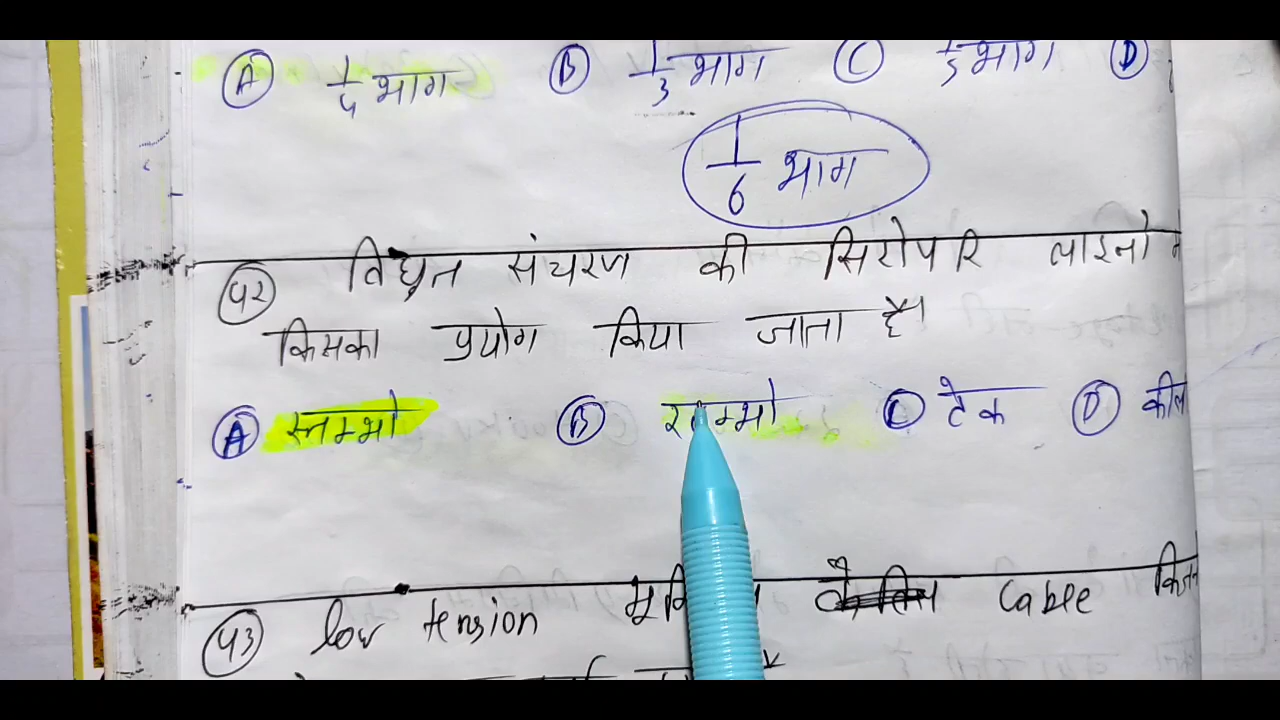 (A) 1/4 भाग (B) 1/3 भाग (C) 1/5 भाग (D)
1/6 भाग
(42) विधुत संचरण की सिरोपरि लाइनो
किसका प्रयोग किया जाता है।
(A) स्तम्भो (B) खम्भो (C) टेक (D) कील
(43) low tension cable